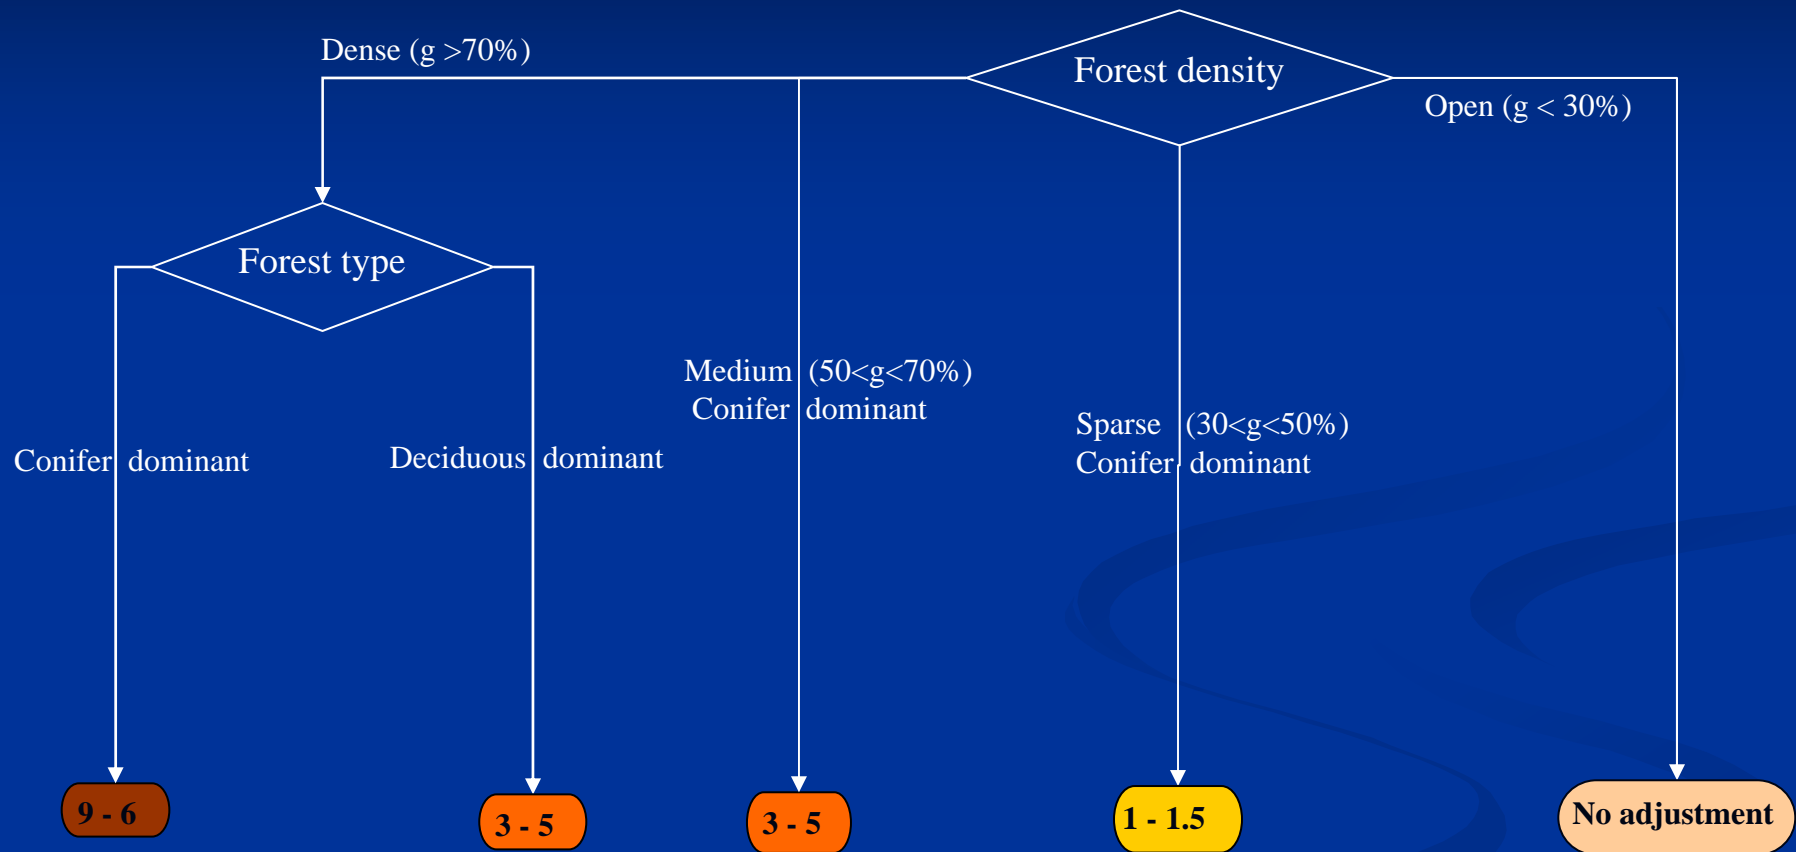 Dense (g >70%)
Forest density
Open (g < 30%)
Forest type
Medium (50<g<70%)
Conifer dominant
Sparse (30<g<50%)
Conifer dominant
Conifer dominant
Deciduous dominant
9 - 6
3 - 5
3 - 5
1 - 1.5
No adjustment